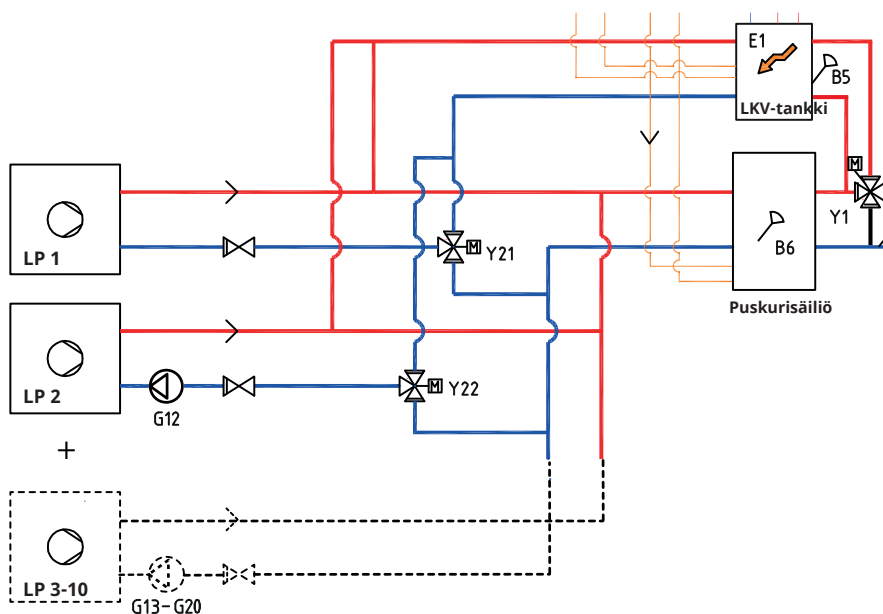 E1
B5
LKV-tankki
M
Y1
LP 1
M
Y21
B6
Puskurisäiliö
LP 2
G12
M
Y22
+
LP 3-10
G13-G20